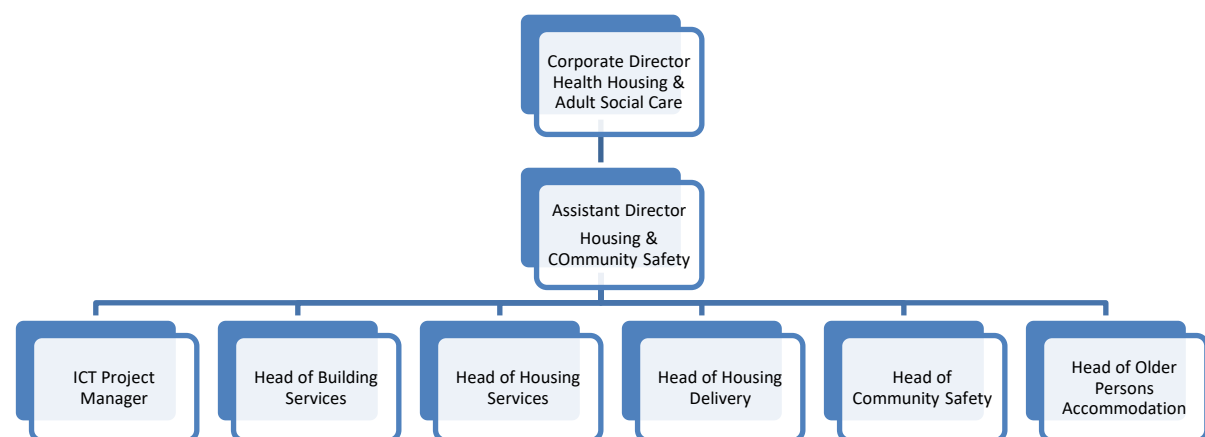 Corporate Director
Health Housing &
Adult Social Care
Assistant Director
Housing &
COmmunity Safety
ICT Project
Manager
Head of Building
Services
Head of Housing
Services
Head of Housing
Delivery
Head of
Community Safety
Head of Older
Persons
Accommodation